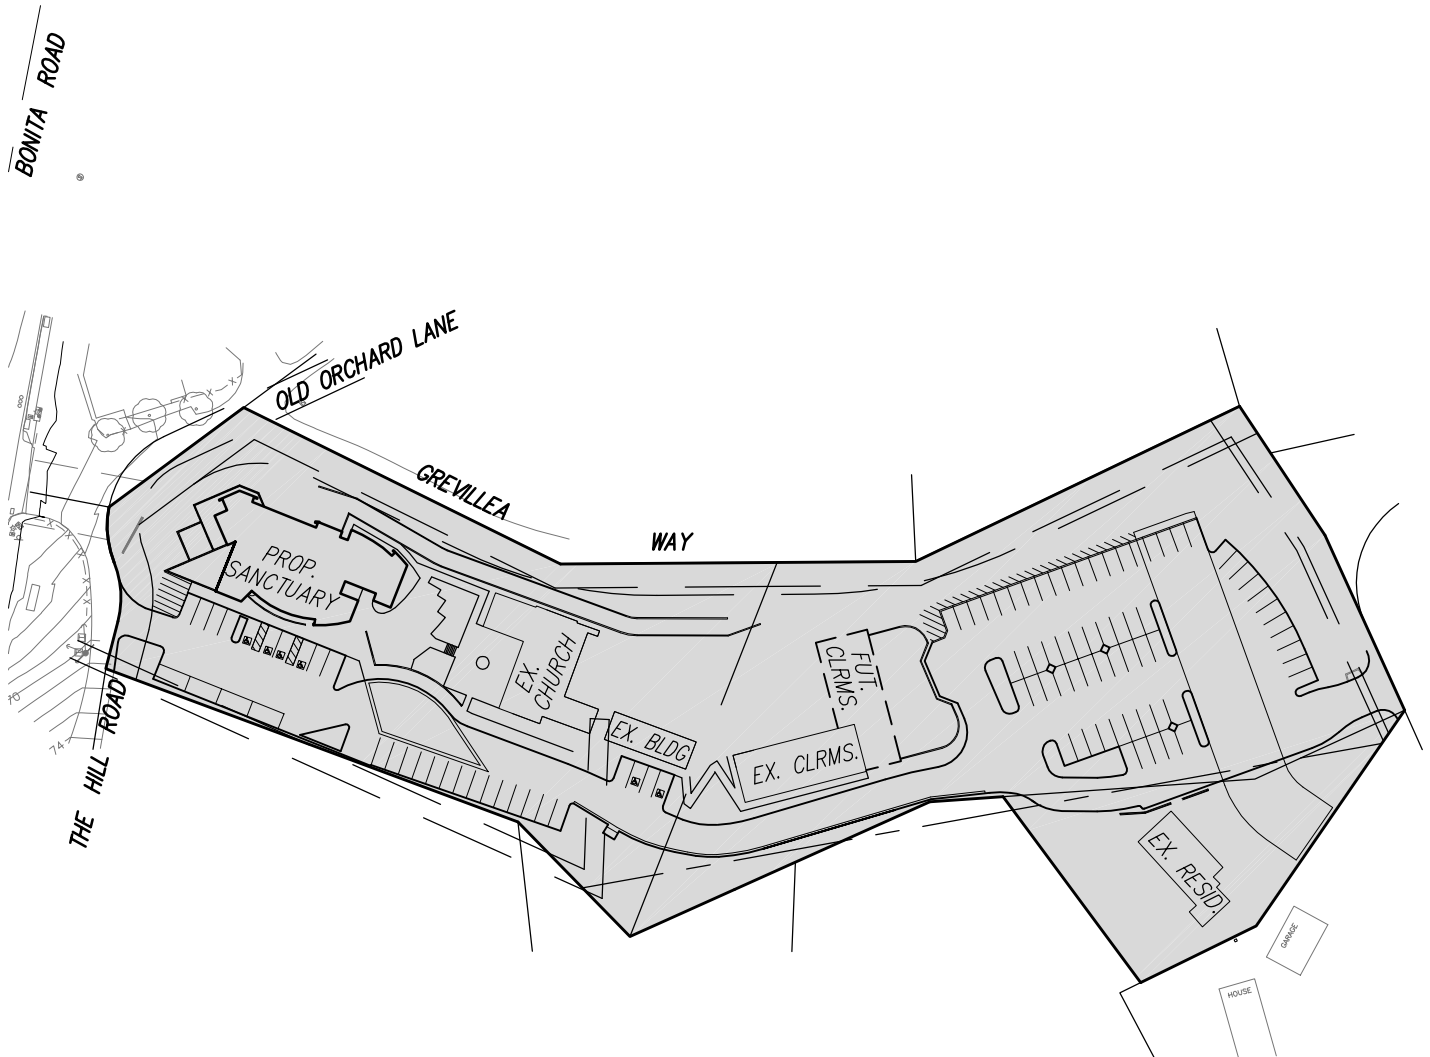 BONITA ROAD
OLD ORCHARD LANE
GREVILLEA
WAY
PROP.
SANCTUARY
EX.
CHURCH
FUT.
CLRMS.
EX. BLDG
EX. CLRMS.
THE HILL ROAD
74
EX. RESID.
GARAGE
HOUSE